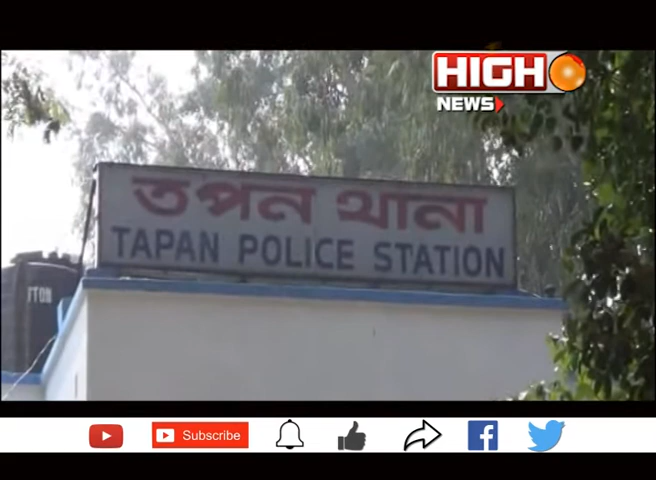 HIGH
NEWS
তপন থানা
TAPAN POLICE STATION
Subscribe